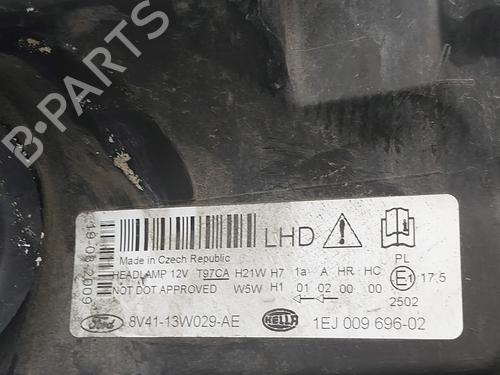 B-PARTS
19-08-2009
LHD
Made in Czech Republic
HEADLAMP 12V T97CA H21W H7 1a A HR HC PL
NOT DOT APPROVED W5W H1 01 02 00 00 E1 17,5
2502
Ford 8V41-13W029-AE HELLA 1EJ 009 696-02